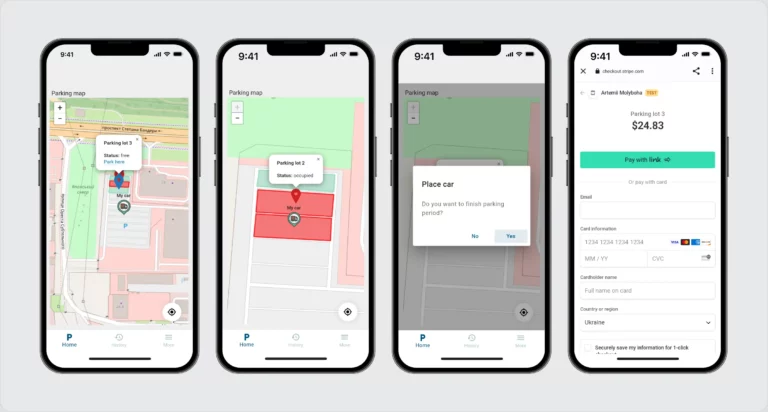 9:41
Parking map
+
−
проспект Степана Бандери
Parking lot 3
×
Status: free
Park here
My car
P
P
Home
History
More
9:41
Parking map
+
−
Parking lot 2
×
Status: occupied
My car
P
Home
Parking
More
9:41
Parking map
+
−
Place car
Do you want to finish parking
period?
No
Yes
P
Home
History
More
9:41
checkout.stripe.com
Artemii Molyboha
TEST
Parking lot 3
$24.83
Pay with link
Or pay with card
Email
Card information
1234 1234 1234 1234
VISA
MM / YY
CVC
Cardholder name
Full name on card
Country or region
Ukraine
Securely save my information for 1-click